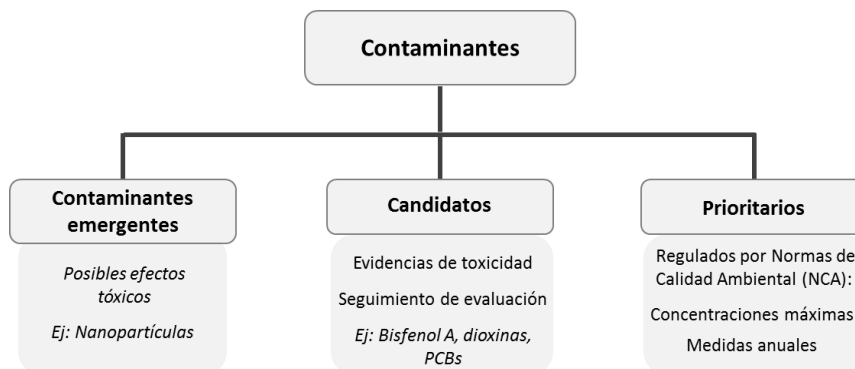 Contaminantes
Contaminantes
emergentes
Posibles efectos
tóxicos
Ej: Nanopartículas
Candidatos
Evidencias de toxicidad
Seguimiento de evaluación
Ej: Bisfenol A, dioxinas,
PCBs
Prioritarios
Regulados por Normas de
Calidad Ambiental (NCA):
Concentraciones máximas
Medidas anuales